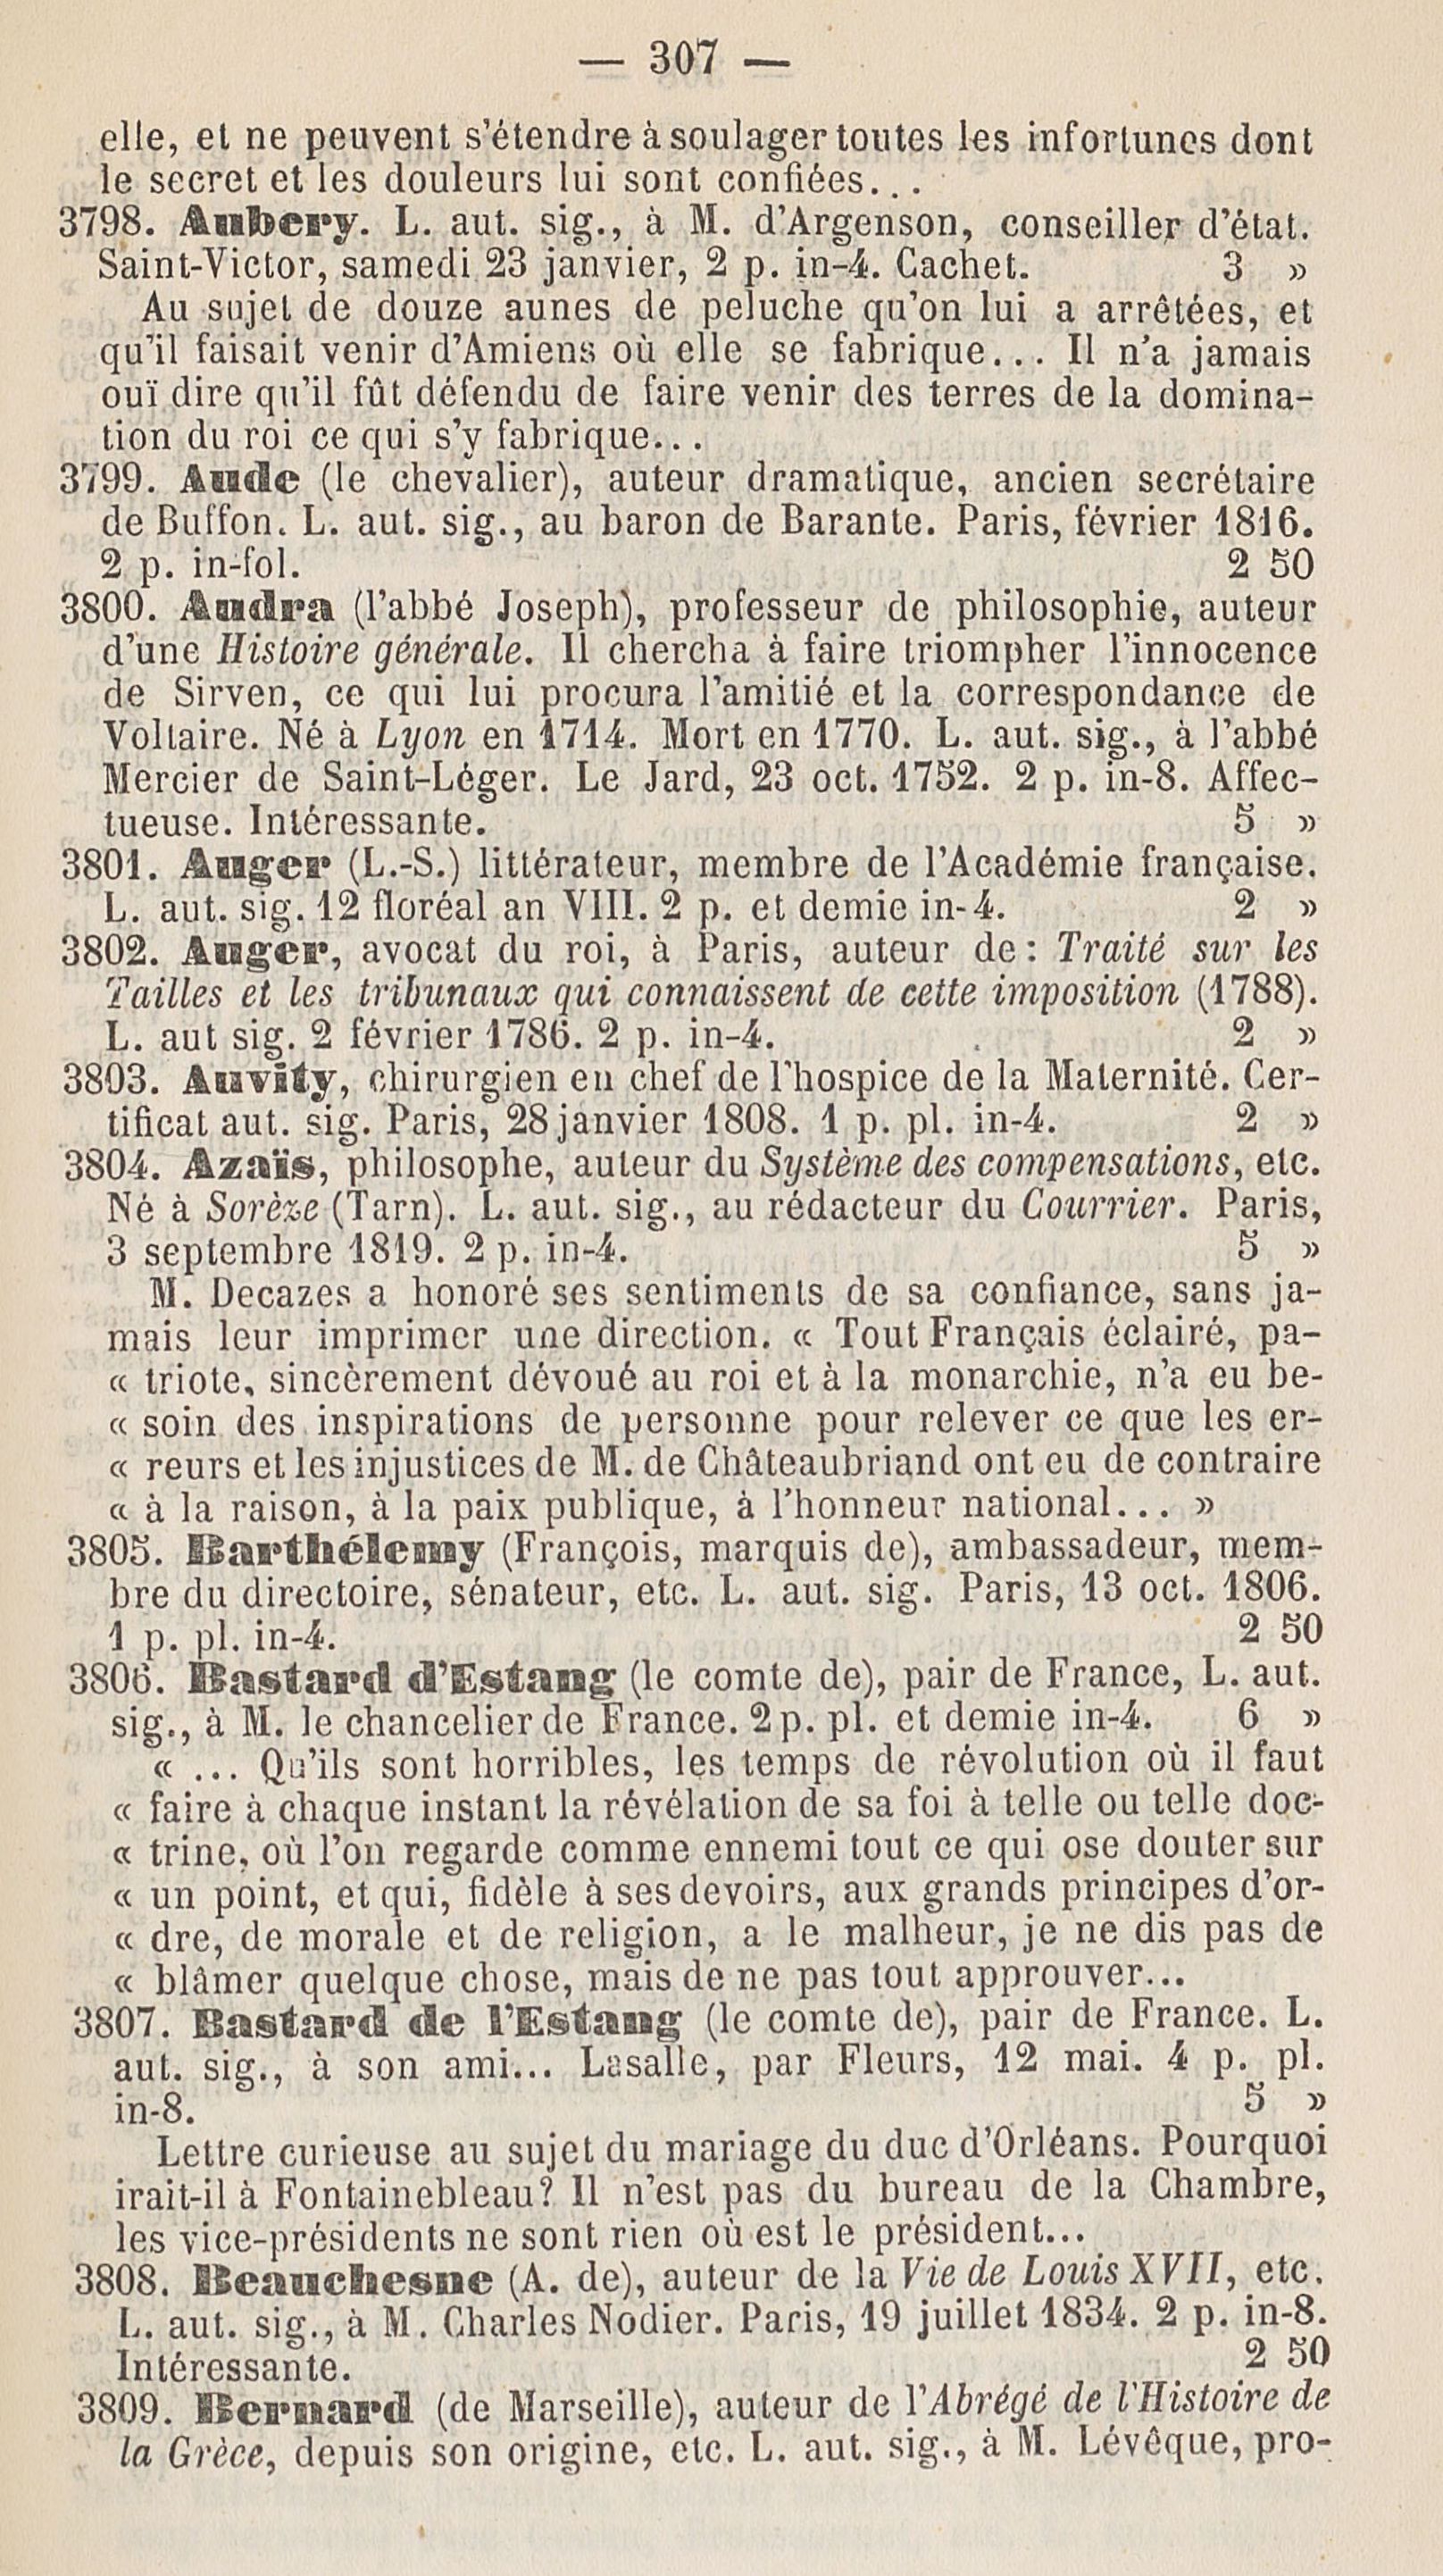 — 307 —
elle, et ne peuvent s'étendre à soulager toutes les infortunes dont
le secret et les douleurs lui sont confiées...
3798. Aubery. L. aut. sig., à M. d'Argenson, conseiller d'état.
Saint-Victor, samedi 23 janvier, 2 p. in-4. Cachet. 3 »
Au sujet de douze aunes de peluche qu'on lui a arrêtées, et
qu'il faisait venir d'Amiens où elle se fabrique... Il n'a jamais
ouï dire qu'il fût défendu de faire venir des terres de la domina-
tion du roi ce qui s'y fabrique...
3799. Aude (le chevalier), auteur dramatique, ancien secrétaire
de Buffon. L. aut. sig., au baron de Barante. Paris, février 1816.
2 p. in-fol. 2 50
3800. Audra (l'abbé Joseph), professeur de philosophie, auteur
d'une Histoire générale. Il chercha à faire triompher l'innocence
de Sirven, ce qui lui procura l'amitié et la correspondance de
Voltaire. Né à Lyon en 1714. Mort en 1770. L. aut. sig., à l'abbé
Mercier de Saint-Léger. Le Jard, 23 oct. 1752. 2 p. in-8. Affec-
tueuse. Intéressante. 5 »
3801. Auger (L.-S.) littérateur, membre de l'Académie française.
L. aut. sig. 12 floréal an VIII. 2 p. et demie in-4. 2 »
3802. Auger, avocat du roi, à Paris, auteur de: Traité sur les
Tailles et les tribunaux qui connaissent de cette imposition (1788).
L. aut sig. 2 février 1786. 2 p. in-4. 2 »
3803. Auvity, chirurgien en chef de l'hospice de la Maternité. Cer-
tificat aut. sig. Paris, 28 janvier 1808. 1 p. pl. in-4. 2 »
3804. Azaïs, philosophe, auteur du Système des compensations, etc.
Né à Sorèze (Tarn). L. aut. sig., au rédacteur du Courrier. Paris,
3 septembre 1819. 2 p. in-4. 5 »
M. Decazes a honoré ses sentiments de sa confiance, sans ja-
mais leur imprimer une direction. « Tout Français éclairé, pa-
« triote, sincèrement dévoué au roi et à la monarchie, n'a eu be-
« soin des inspirations de personne pour relever ce que les er-
« reurs et les injustices de M. de Châteaubriand ont eu de contraire
« à la raison, à la paix publique, à l'honneur national... »
3805. Barthélemy (François, marquis de), ambassadeur, mem-
bre du directoire, sénateur, etc. L. aut. sig. Paris, 13 oct. 1806.
1 p. pl. in-4. 2 50
3806. Bastard d'Estang (le comte de), pair de France, L. aut.
sig., à M. le chancelier de France. 2 p. pl. et demie in-4. 6 »
« ... Qu'ils sont horribles, les temps de révolution où il faut
« faire à chaque instant la révélation de sa foi à telle ou telle doc-
« trine, où l'on regarde comme ennemi tout ce qui ose douter sur
« un point, et qui, fidèle à ses devoirs, aux grands principes d'or-
« dre, de morale et de religion, a le malheur, je ne dis pas de
« blâmer quelque chose, mais de ne pas tout approuver...
3807. Bastard de l'Estang (le comte de), pair de France. L.
aut. sig., à son ami... Lasalle, par Fleurs, 12 mai. 4 p. pl.
in-8. 5 »
Lettre curieuse au sujet du mariage du duc d'Orléans. Pourquoi
irait-il à Fontainebleau? Il n'est pas du bureau de la Chambre,
les vice-présidents ne sont rien où est le président...
3808. Beauchesne (A. de), auteur de la Vie de Louis XVII, etc.
L. aut. sig., à M. Charles Nodier. Paris, 19 juillet 1834. 2 p. in-8.
Intéressante. 2 50
3809. Bernard (de Marseille), auteur de l'Abrégé de l'Histoire de
la Grèce, depuis son origine, etc. L. aut. sig., à M. Lévêque, pro-